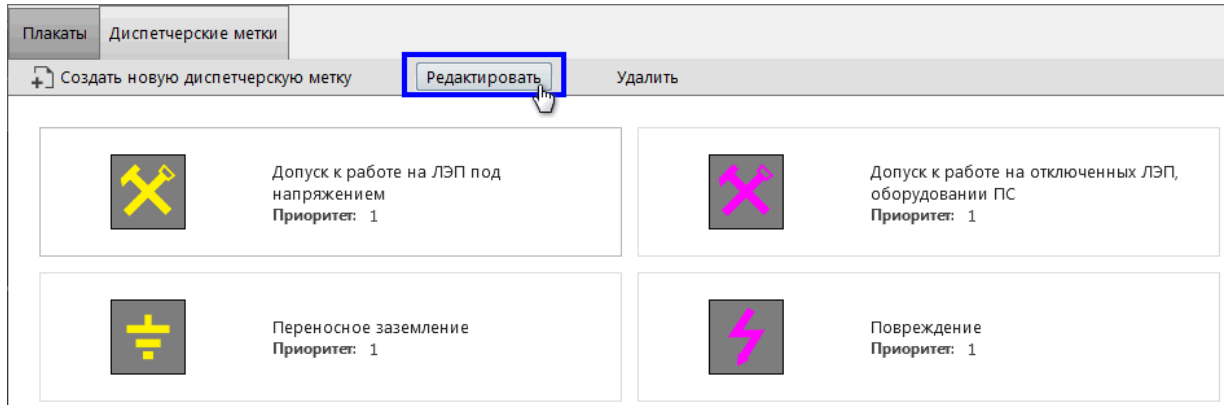 Плакаты Диспетчерские метки
Создать новую диспетчерскую метку Редактировать Удалить
Допуск к работе на ЛЭП под
напряжением
Приоритет: 1
Допуск к работе на отключенных ЛЭП,
оборудовании ПС
Приоритет: 1
Переносное заземление
Приоритет: 1
Повреждение
Приоритет: 1